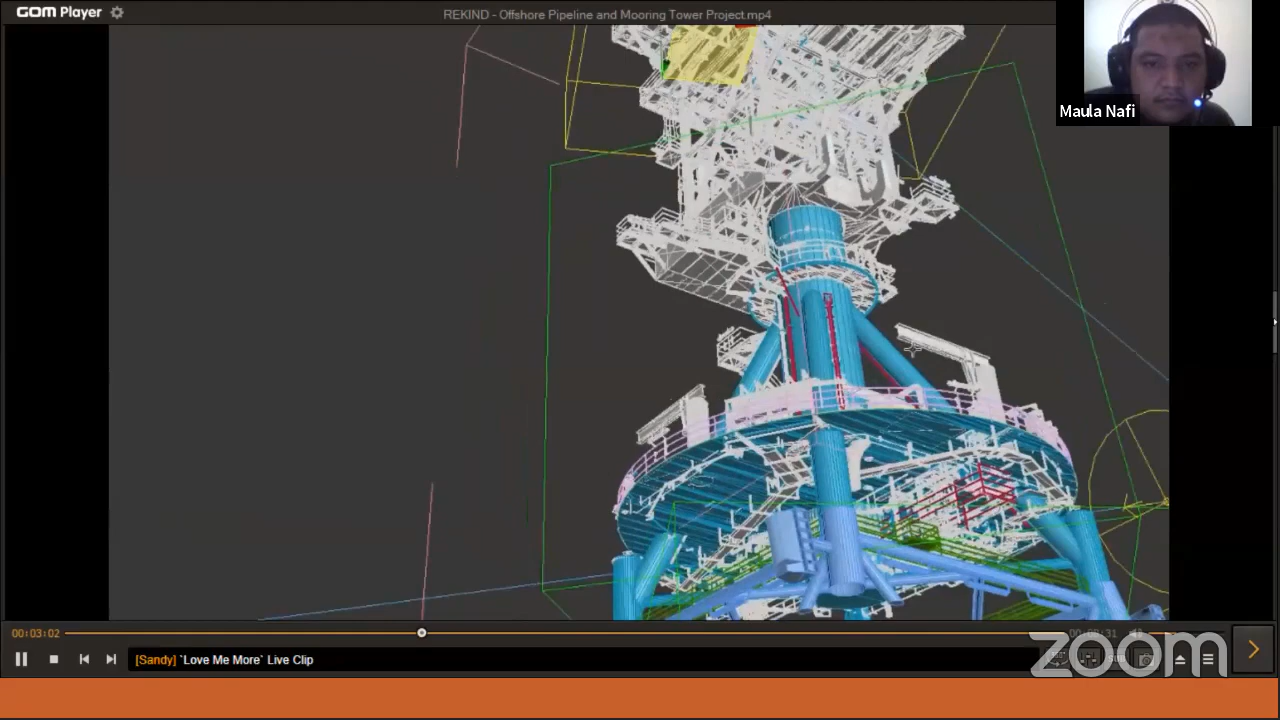 GOM Player
REKIND - Offshore Pipeline and Mooring Tower Project.mp4
Maula Nafi
00:03:02
[Sandy] `Love Me More` Live Clip
zoom